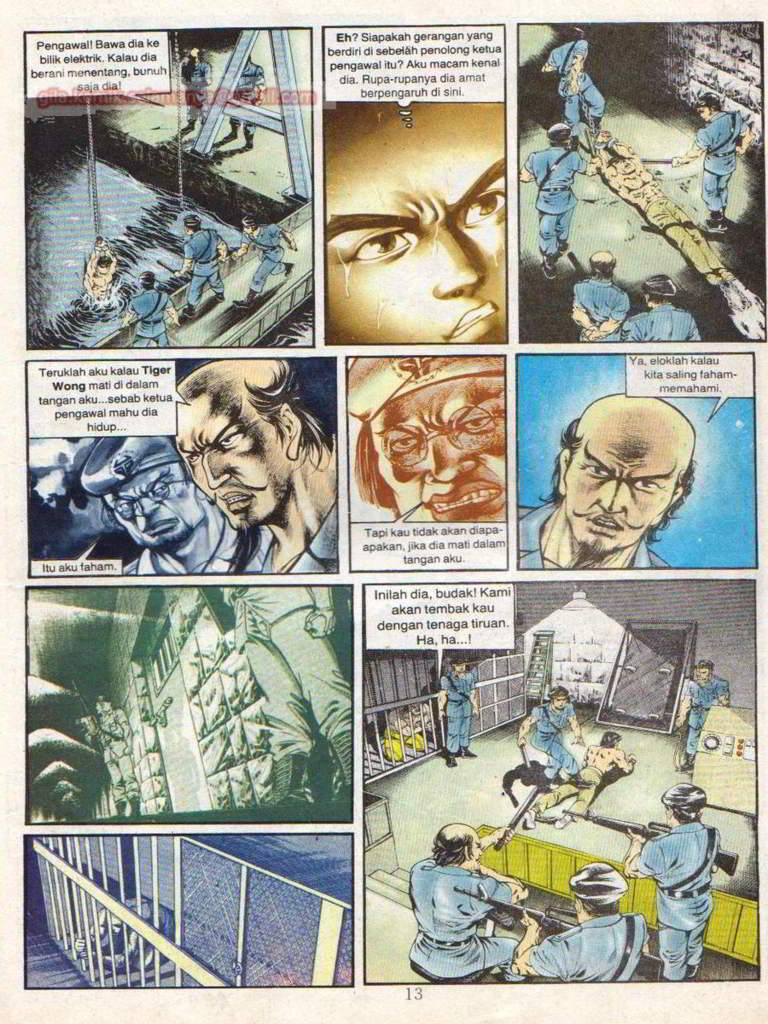 Pengawal! Bawa dia ke
bilik elektrik. Kalau dia
berani menentang, bunuh
saja dia!
Eh? Siapakah gerangan yang
berdiri di sebelah penolong ketua
pengawal itu? Aku macam kenal
dia. Rupa-rupanya dia amat
berpengaruh di sini.
Teruklah aku kalau Tiger
Wong mati di dalam
tangan aku...sebab ketua
pengawal mahu dia
hidup...
Itu aku faham.
Tapi kau tidak akan diapa-
apakan, jika dia mati dalam
tangan aku.
Ya, eloklah kalau
kita saling faham-
memahami.
Inilah dia, budak! Kami
akan tembak kau
dengan tenaga tiruan.
Ha, ha...!
13